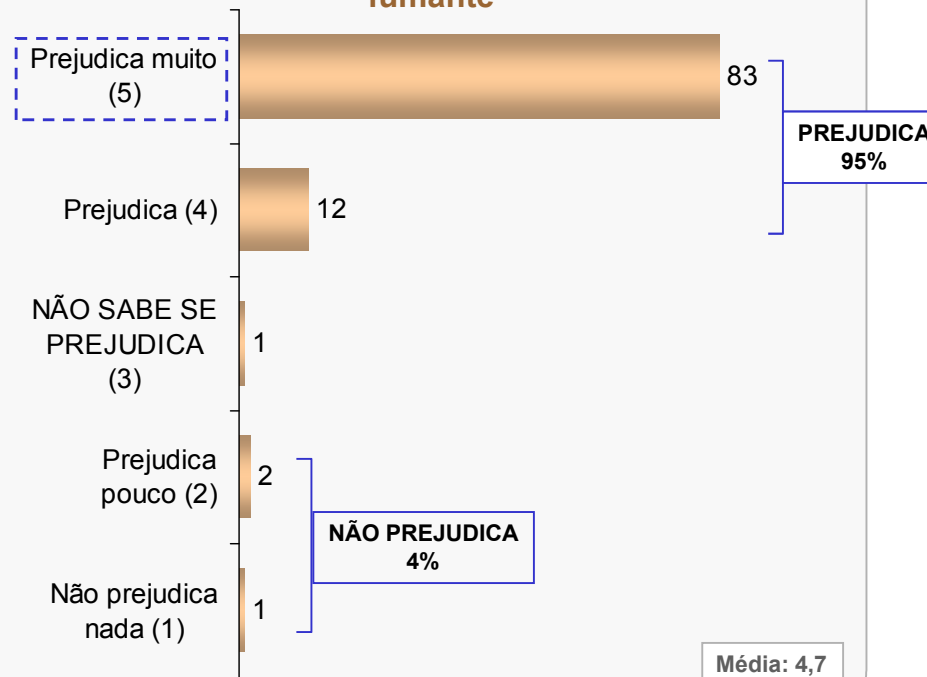 fumante
Prejudica muito
(5)
83
PREJUDICA
95%
Prejudica (4)
12
NÃO SABE SE
PREJUDICA
(3)
1
Prejudica
pouco (2)
2
NÃO PREJUDICA
4%
Não prejudica
nada (1)
1
Média: 4,7